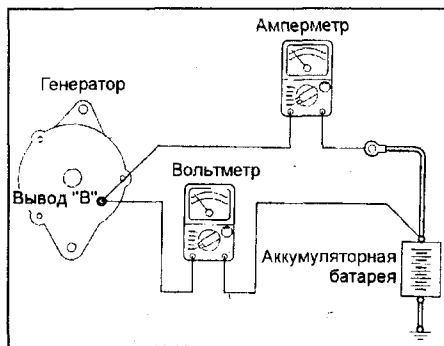 Амперметр
Генератор
Вольтметр
Вывод "В"
Аккумуляторная
батарея